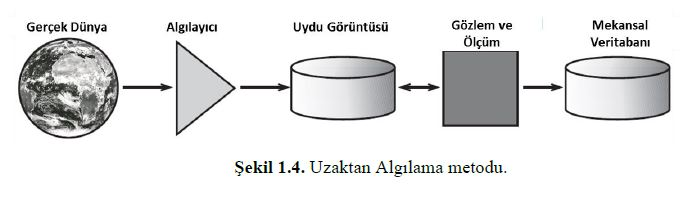 Gerçek Dünya
Algılayıcı
Uydu Görüntüsü
Gözlem ve
Ölçüm
Mekansal
Veritabanı
Şekil 1.4. Uzaktan Algılama metodu.